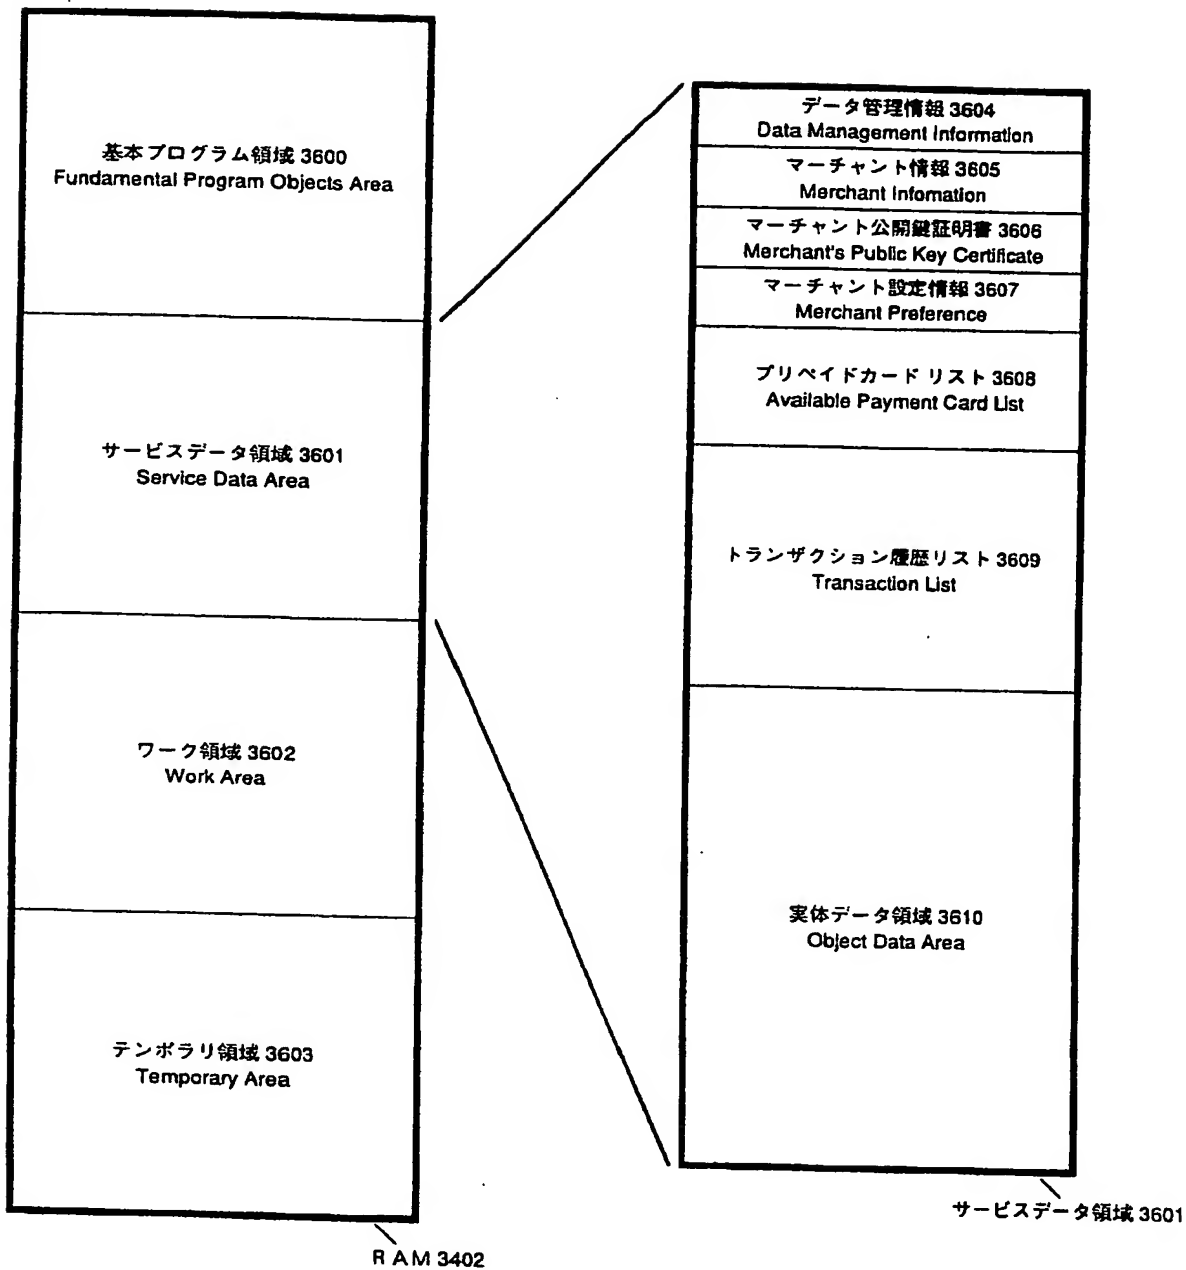 基本プログラム領域 3600
Fundamental Program Objects Area
サービスデータ領域 3601
Service Data Area
ワーク領域 3602
Work Area
テンポラリ領域 3603
Temporary Area
RAM 3402
データ管理情報 3604
Data Management Information
マーチャント情報 3605
Merchant Infomation
マーチャント公開鍵証明書 3606
Merchant's Public Key Certificate
マーチャント設定情報 3607
Merchant Preference
プリペイドカード リスト 3608
Available Payment Card List
トランザクション履歴リスト 3609
Transaction List
実体データ領域 3610
Object Data Area
サービスデータ領域 3601